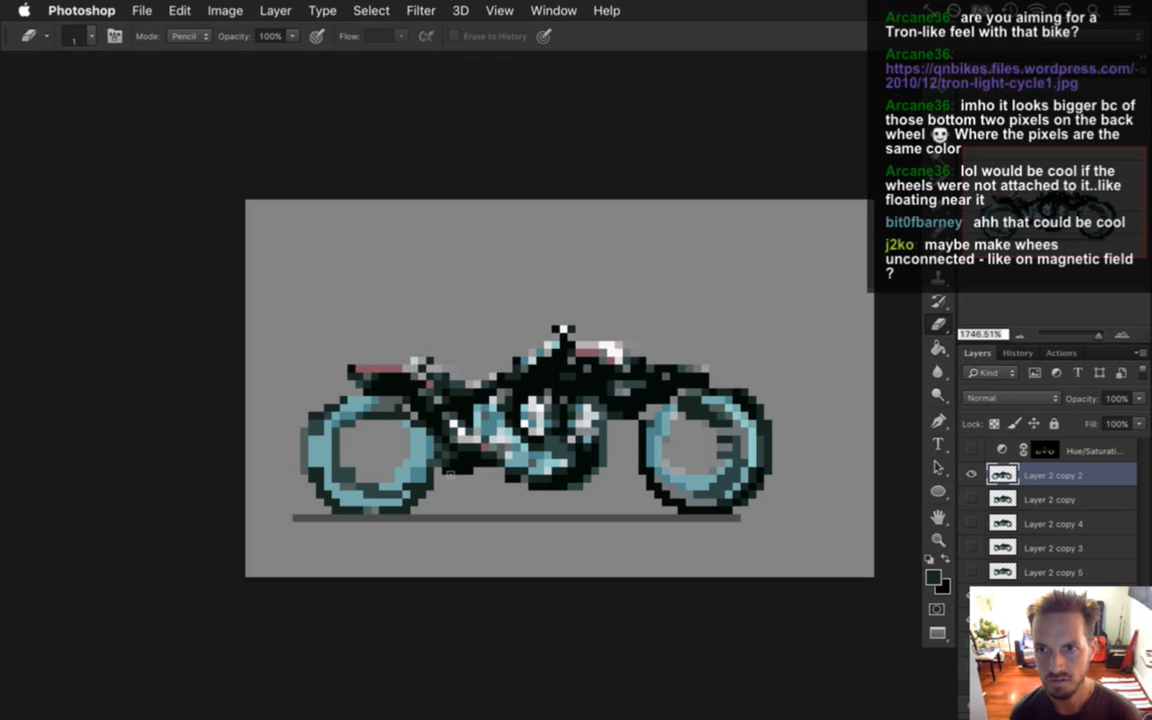 Photoshop File Edit Image Layer Type Select Filter 3D View Window Help
1 Mode: Pencil Opacity: 100% Flow: Erase to History
Arcane36: are you aiming for a
Tron-like feel with that bike?
Arcane36:
https://qnbikes.files.wordpress.com/
2010/12/tron-light-cycle1.jpg
Arcane36: imho it looks bigger bc of
those bottom two pixels on the back
wheel Where the pixels are the
same color
Arcane36: lol would be cool if the
wheels were not attached to it..like
floating near it
bit0fbarney ahh that could be cool
j2ko maybe make whees
unconnected - like on magnetic field
?
1746.51%
Layers History Actions
Kind
Normal Opacity: 100%
Lock: Fill: 100%
Hue/Saturati...
Layer 2 copy 2
Layer 2 copy
Layer 2 copy 4
Layer 2 copy 3
Layer 2 copy 5